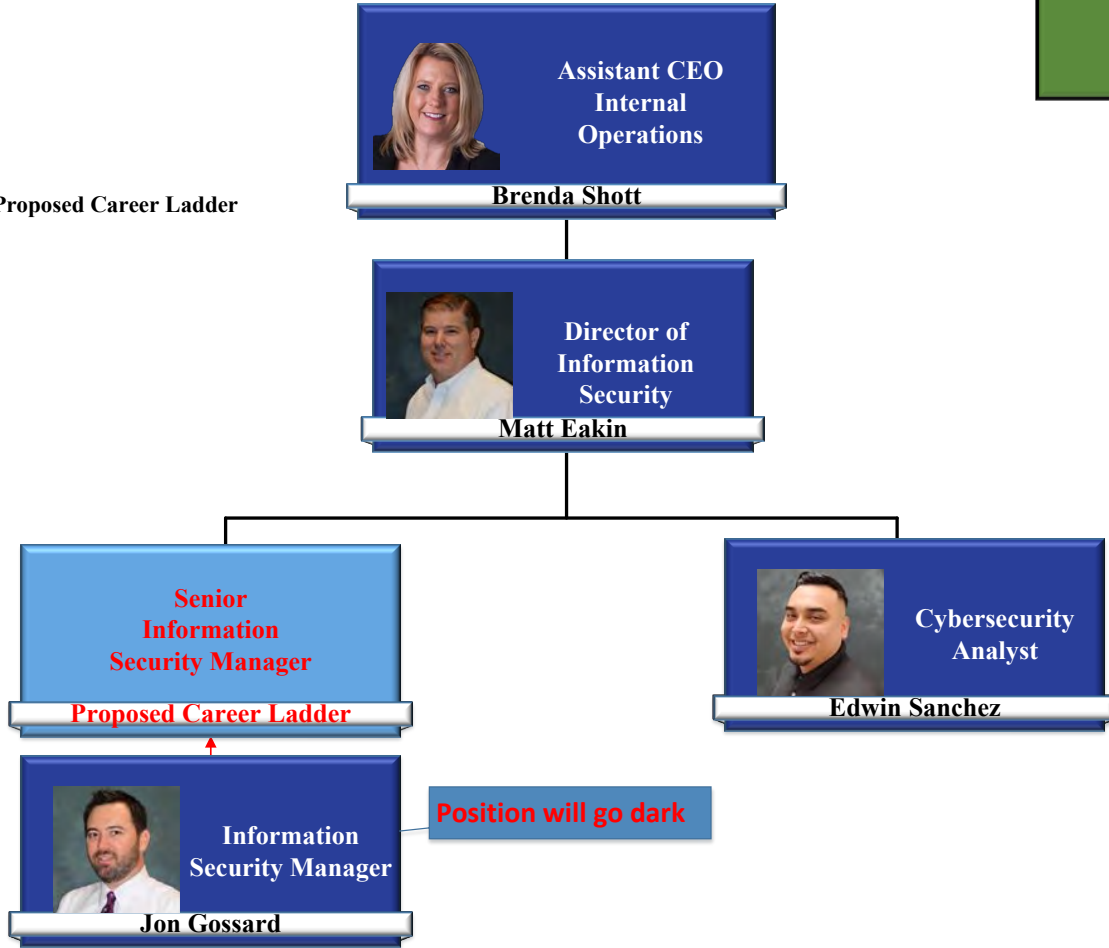 Assistant CEO
Internal
Operations
Brenda Shott
Proposed Career Ladder
Director of
Information
Security
Matt Eakin
Senior
Information
Security Manager
Proposed Career Ladder
Cybersecurity
Analyst
Edwin Sanchez
Information
Security Manager
Jon Gossard
Position will go dark